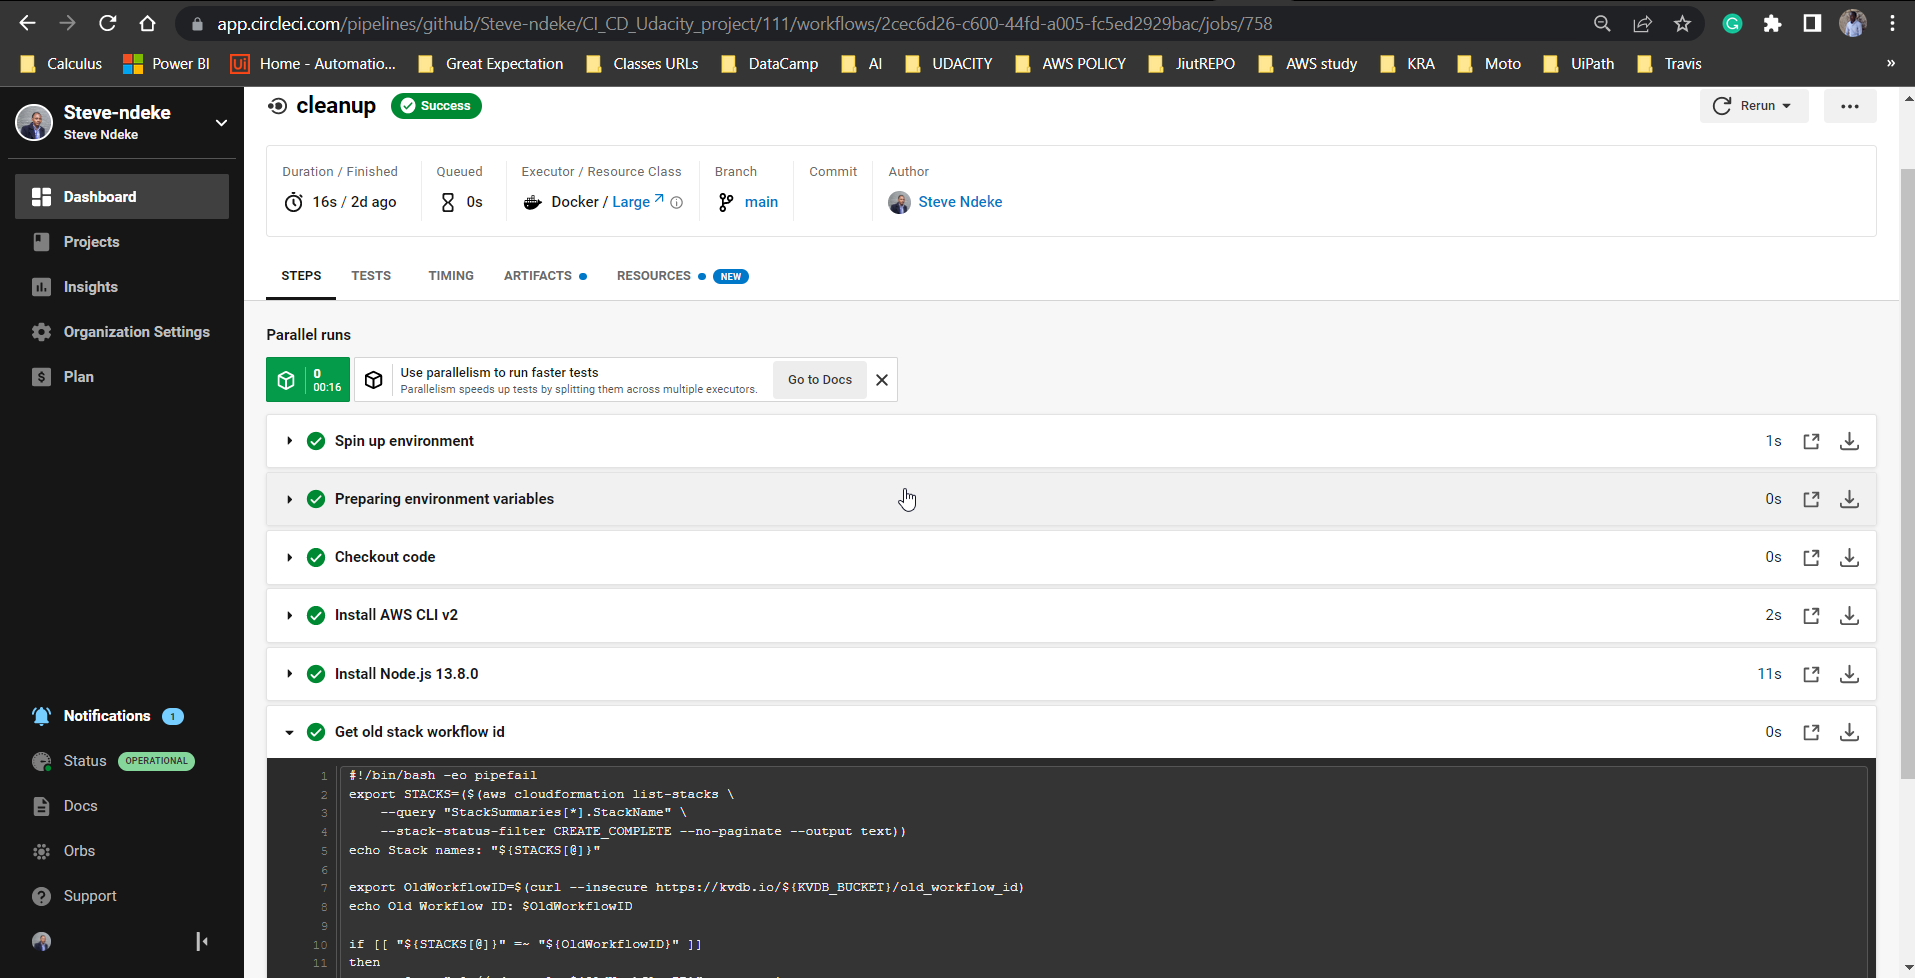 app.circleci.com/pipelines/github/Steve-ndeke/CI_CD_Udacity_project/111/workflows/2cec6d26-c600-44fd-a005-fc5ed2929bac/jobs/758
Calculus Power BI Home - Automatio... Great Expectation Classes URLs DataCamp AI UDACITY AWS POLICY JiutREPO AWS study KRA Moto UiPath Travis »
Steve-ndeke
Steve Ndeke
Dashboard
Projects
Insights
Organization Settings
Plan
Notifications 1
Status OPERATIONAL
Docs
Orbs
Support
cleanup Success
Rerun
Duration / Finished Queued Executor / Resource Class Branch Commit Author
16s / 2d ago 0s Docker / Large main Steve Ndeke
STEPS TESTS TIMING ARTIFACTS RESOURCES NEW
Parallel runs
0
00:16
Use parallelism to run faster tests
Parallelism speeds up tests by splitting them across multiple executors.
Go to Docs
Spin up environment 1s
Preparing environment variables 0s
Checkout code 0s
Install AWS CLI v2 2s
Install Node.js 13.8.0 11s
Get old stack workflow id 0s
1 #!/bin/bash -eo pipefail
2 export STACKS=($(aws cloudformation list-stacks \
3 --query "StackSummaries[*].StackName" \
4 --stack-status-filter CREATE_COMPLETE --no-paginate --output text))
5 echo Stack names: "${STACKS[@]}"
6
7 export OldWorkflowID=$(curl --insecure https://kvdb.io/${KVDB_BUCKET}/old_workflow_id)
8 echo Old Workflow ID: $OldWorkflowID
9
10 if [[ "${STACKS[@]}" =~ "${OldWorkflowID}" ]]
11 then